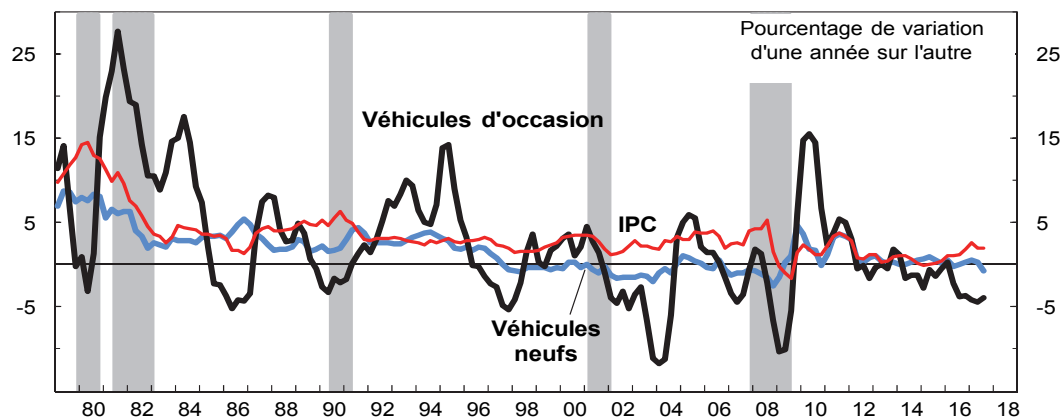 Pourcentage de variation
d'une année sur l'autre
25
25
15
15
5
5
-5
-5
Véhicules d'occasion
IPC
Véhicules
neufs
80 82 84 86 88 90 92 94 96 98 00 02 04 06 08 10 12 14 16 18